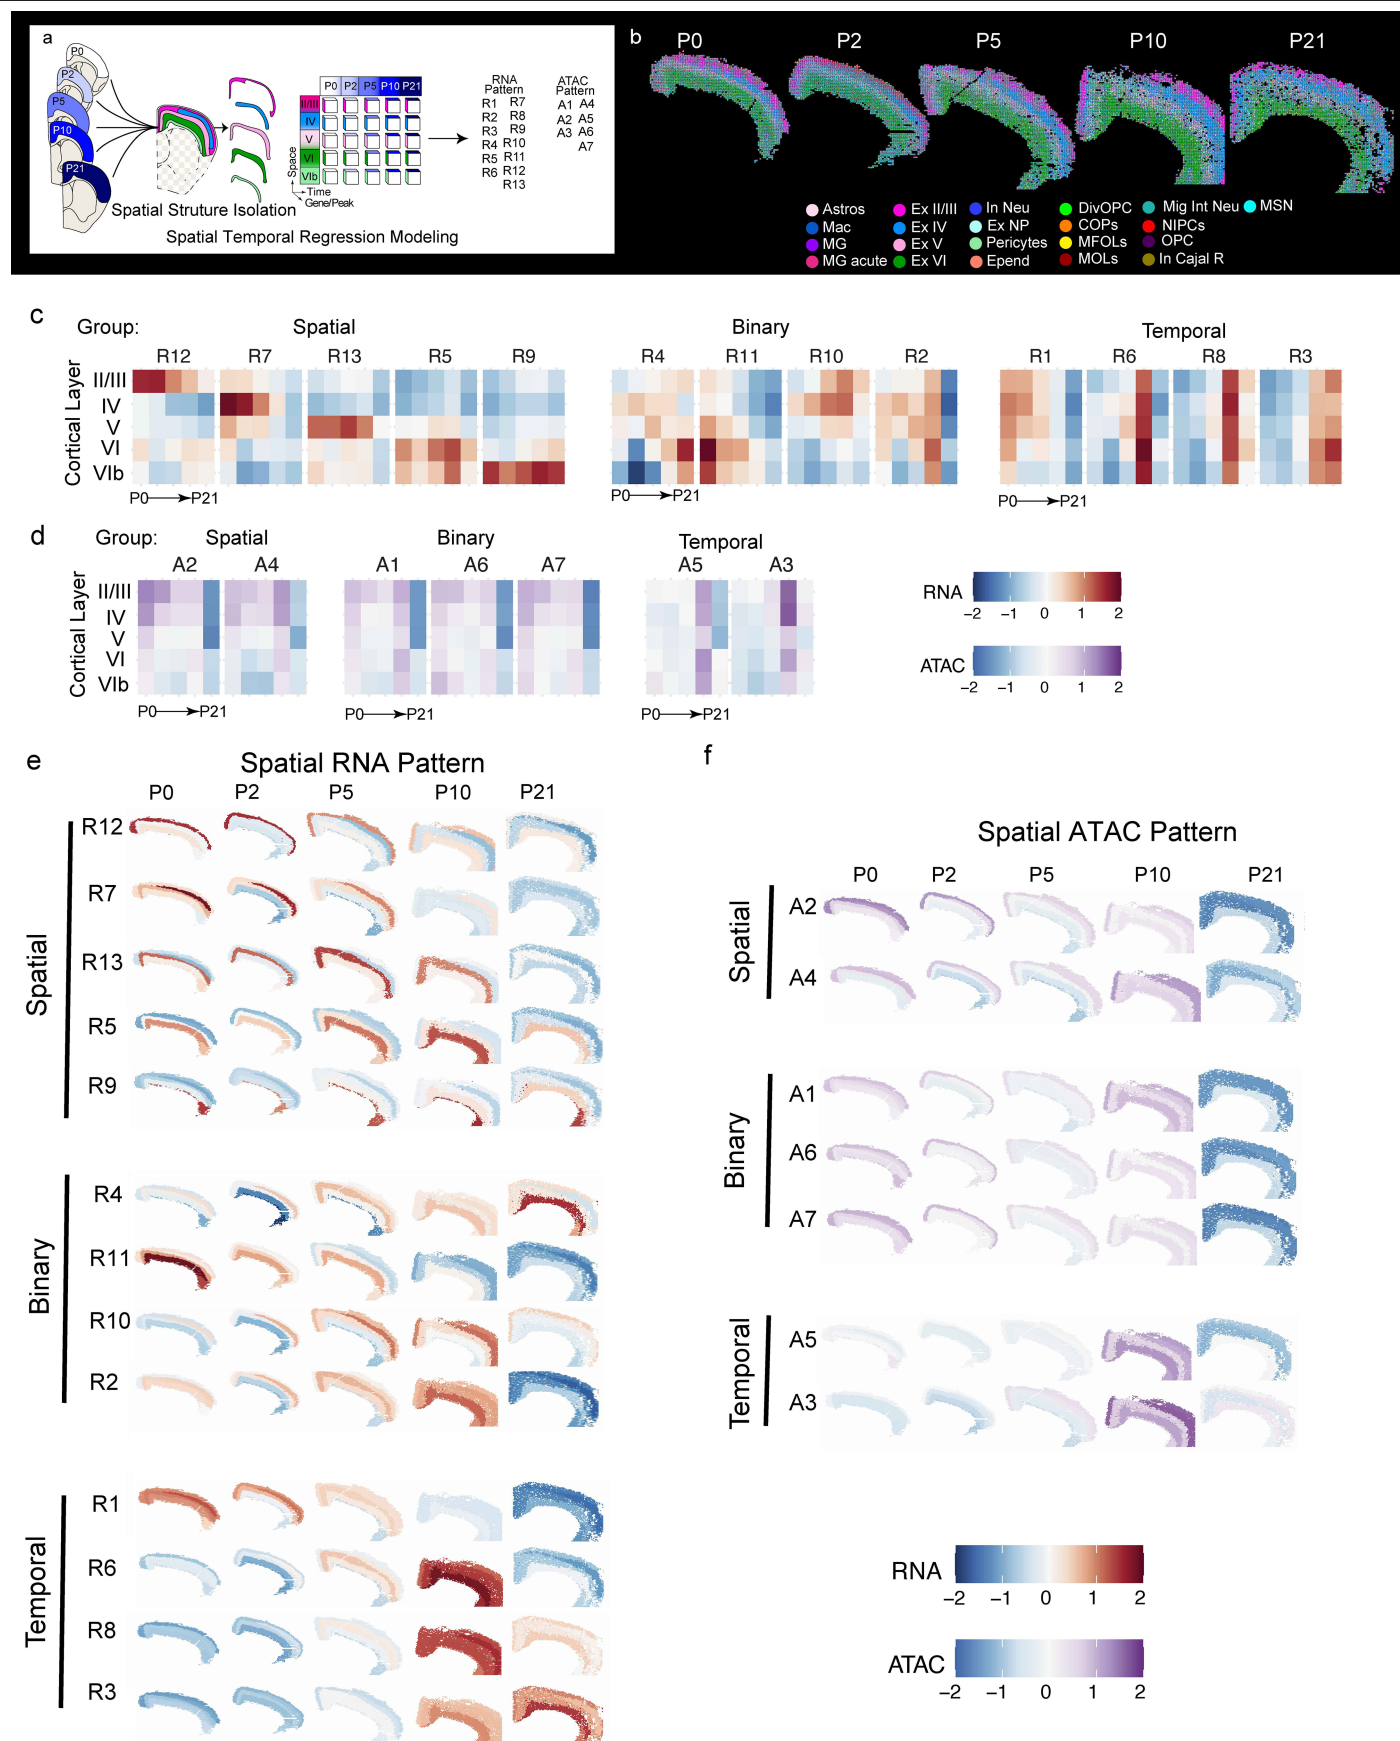 a
P0
P2
P5
P10
P21
Spatial Struture Isolation
Spatial Temporal Regression Modeling
P0 P2 P5 P10 P21
II/III
IV
V
VI
VIb
Space
Time
Gene/Peak
RNA
Pattern
R1 R7
R2 R8
R3 R9
R4 R10
R5 R11
R6 R12
R13
ATAC
Pattern
A1 A4
A2 A5
A3 A6
A7
b
P0 P2 P5 P10 P21
Astros Ex II/III In Neu DivOPC Mig Int Neu MSN
Mac Ex IV Ex NP COPs NIPCs
MG Ex V Pericytes MFOLs OPC
MG acute Ex VI Epend MOLs In Cajal R
c
Group: Spatial Binary Temporal
R12 R7 R13 R5 R9 R4 R11 R10 R2 R1 R6 R8 R3
Cortical Layer
II/III
IV
V
VI
VIb
P0 P21 P0 P21 P0 P21
d
Group: Spatial Binary Temporal
A2 A4 A1 A6 A7 A5 A3
Cortical Layer
II/III
IV
V
VI
VIb
P0 P21 P0 P21 P0 P21
RNA
−2 −1 0 1 2
ATAC
−2 −1 0 1 2
e
Spatial RNA Pattern
P0 P2 P5 P10 P21
Spatial
R12
R7
R13
R5
R9
Binary
R4
R11
R10
R2
Temporal
R1
R6
R8
R3
f
Spatial ATAC Pattern
P0 P2 P5 P10 P21
Spatial
A2
A4
Binary
A1
A6
A7
Temporal
A5
A3
RNA
−2 −1 0 1 2
ATAC
−2 −1 0 1 2